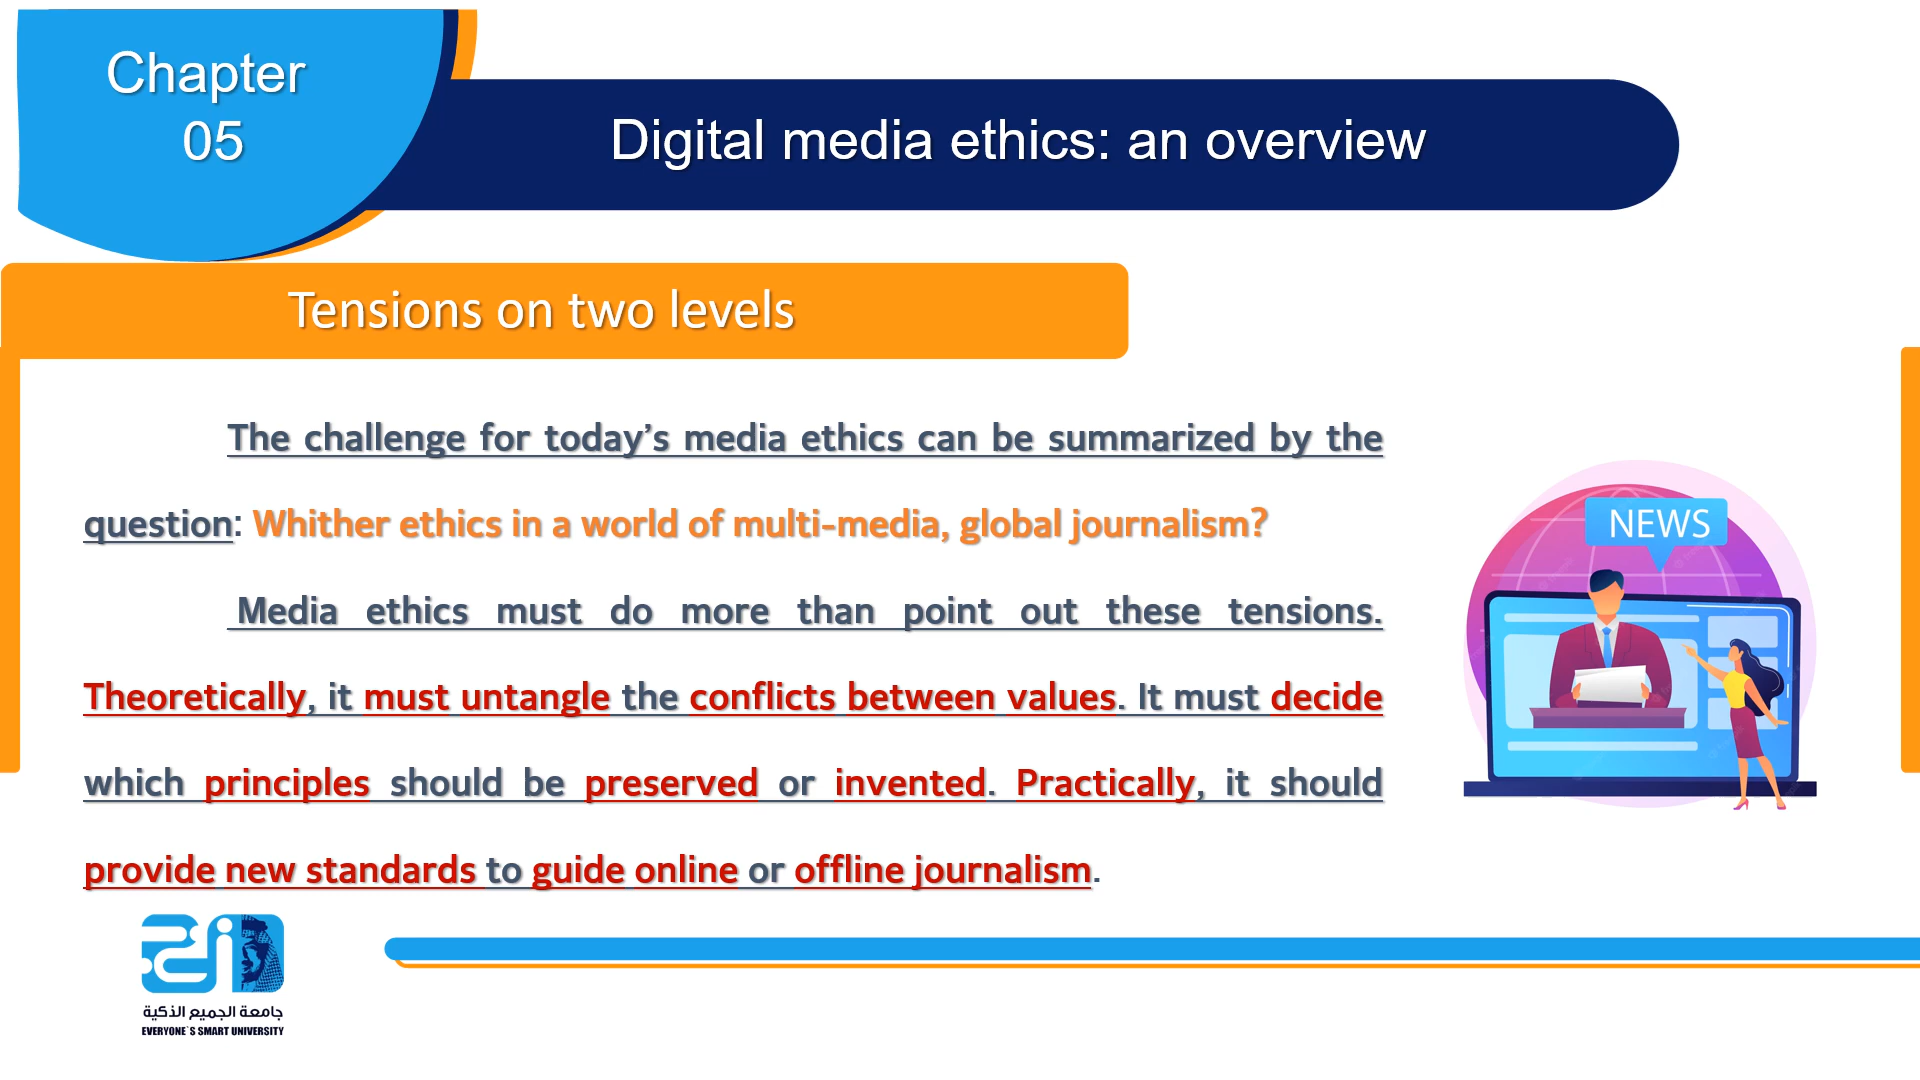 Chapter
05
Digital media ethics: an overview
Tensions on two levels
The challenge for today’s media ethics can be summarized by the
question: Whither ethics in a world of multi-media, global journalism?
Media ethics must do more than point out these tensions.
Theoretically, it must untangle the conflicts between values. It must decide
which principles should be preserved or invented. Practically, it should
provide new standards to guide online or offline journalism.
NEWS
جامعة الجميع الذكية
EVERYONE`S SMART UNIVERSITY